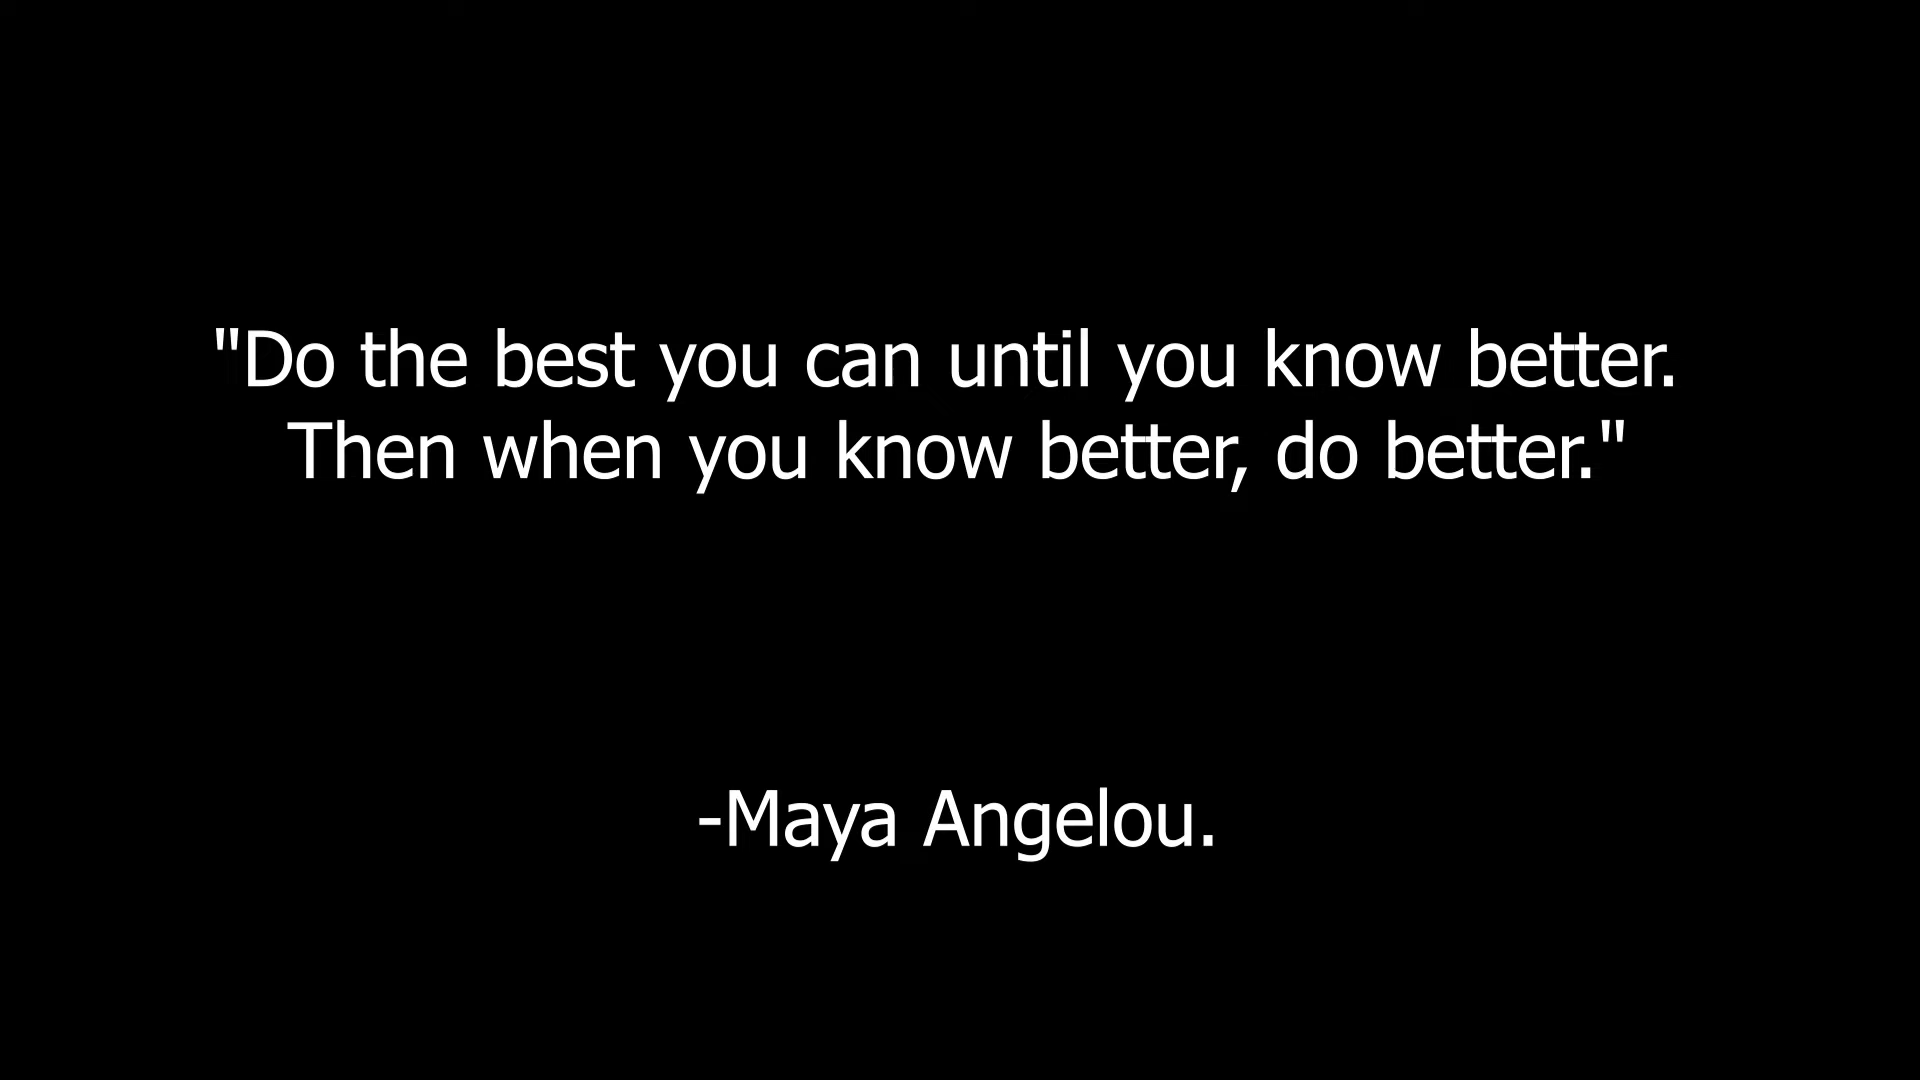 "Do the best you can until you know better.
Then when you know better, do better."
-Maya Angelou.